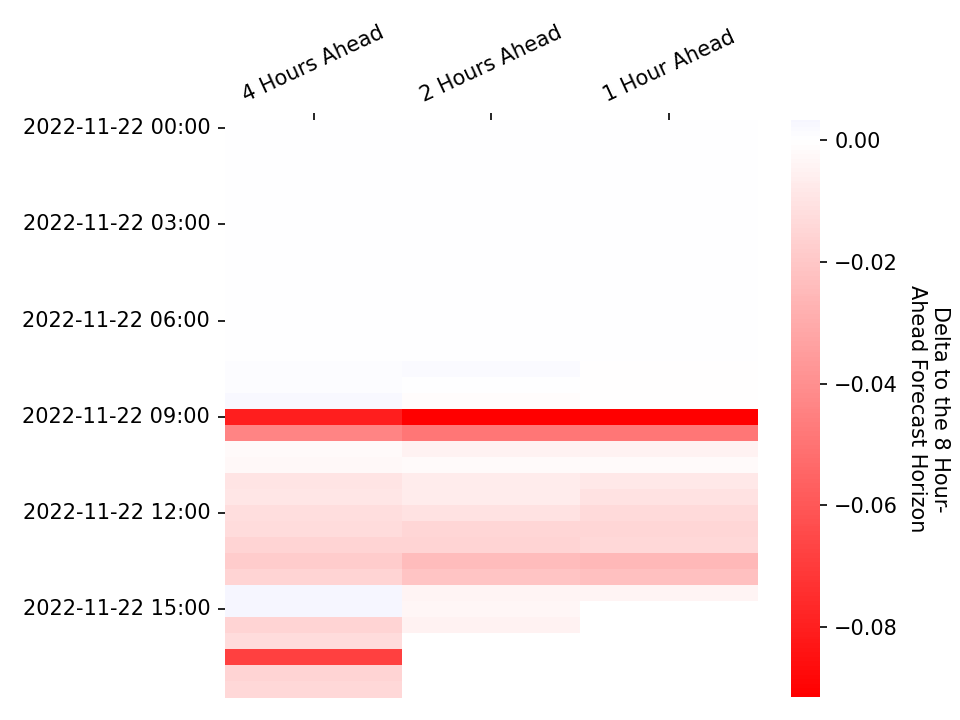 4 Hours Ahead
2 Hours Ahead
1 Hour Ahead
2022-11-22 00:00
2022-11-22 03:00
2022-11-22 06:00
2022-11-22 09:00
2022-11-22 12:00
2022-11-22 15:00
0.00
−0.02
−0.04
−0.06
−0.08
Delta to the 8 Hour-
Ahead Forecast Horizon